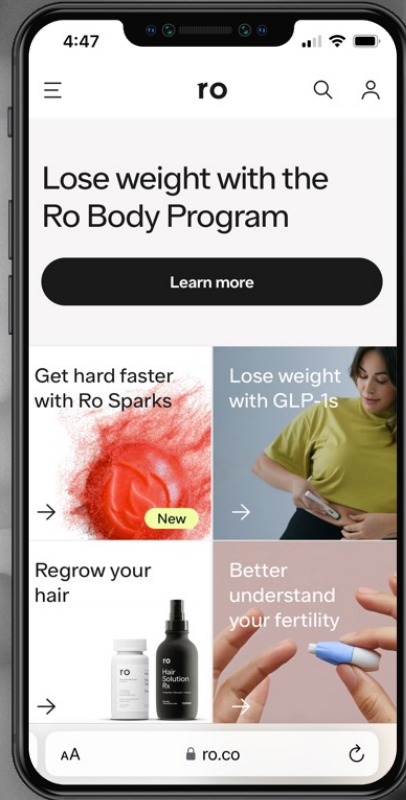 4:47
ro
Lose weight with the
Ro Body Program
Learn more
Get hard faster
with Ro Sparks
New
Lose weight
with GLP-1s
Regrow your
hair
ro
ro
Hair
Solution
Rx
Better
understand
your fertility
AA
ro.co